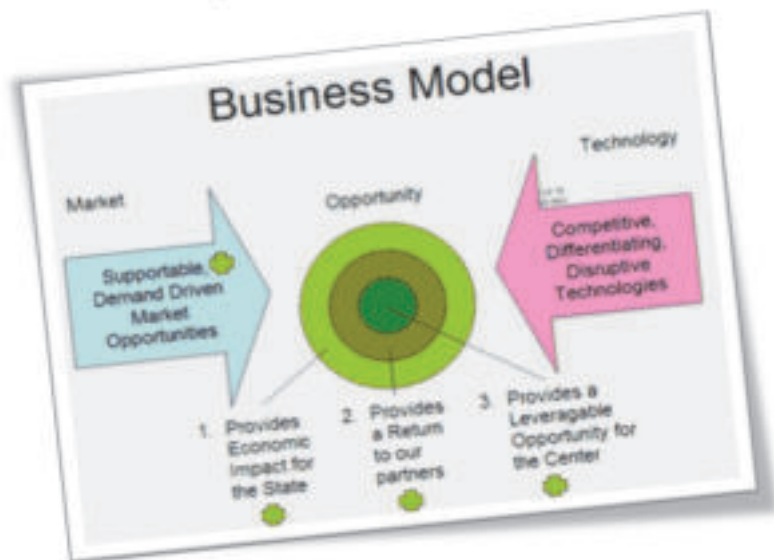 Business Model
Market
Opportunity
Technology
Supportable,
Demand Driven
Market
Opportunities
Competitive,
Differentiating,
Disruptive
Technologies
1. Provides
Economic
Impact for
the State
2. Provides
a Return
to our
partners
3. Provides a
Leveragable
Opportunity for
the Center